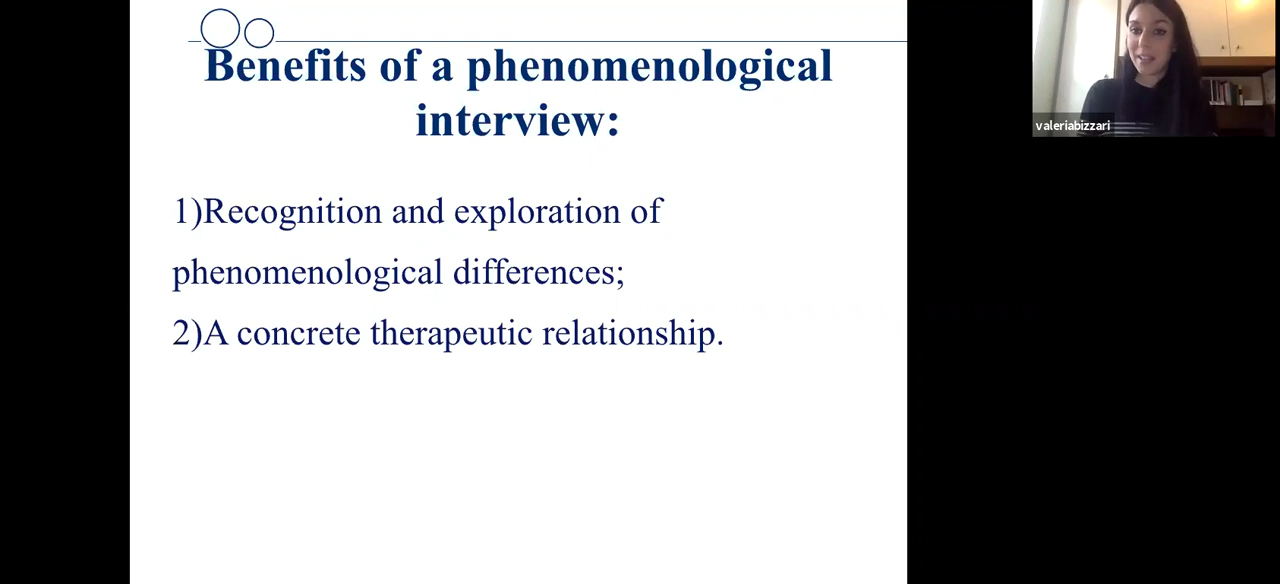 Benefits of a phenomenological
interview:
1)Recognition and exploration of
phenomenological differences;
2)A concrete therapeutic relationship.
valeriabizzari